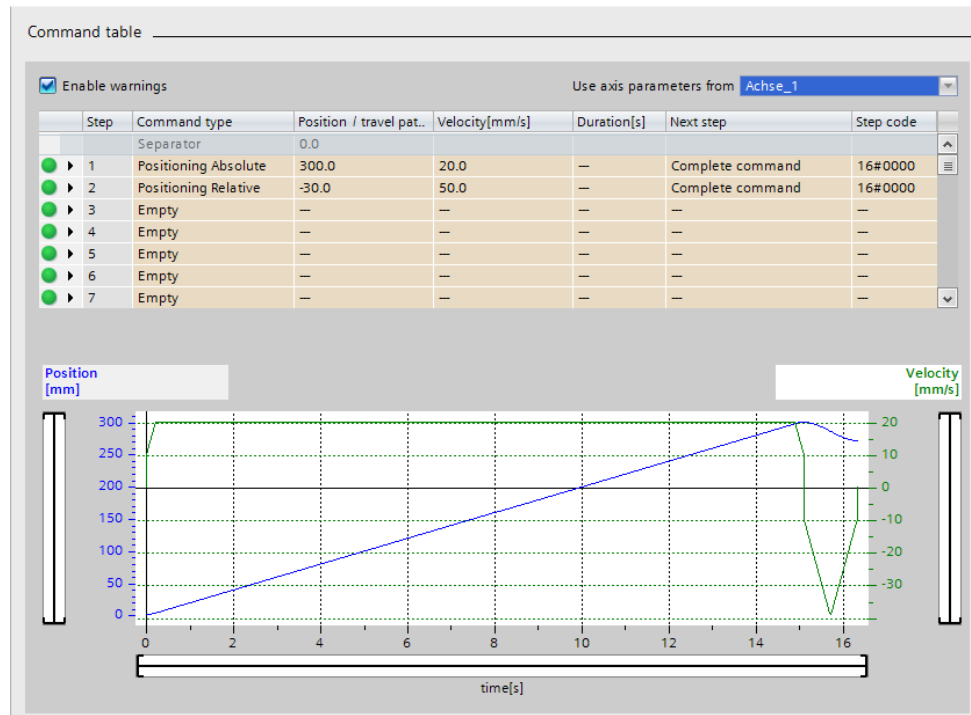 Command table
Enable warnings Use axis parameters from Achse_1
Step Command type Position / travel pat.. Velocity[mm/s] Duration[s] Next step Step code
Separator 0.0
1 Positioning Absolute 300.0 20.0 — Complete command 16#0000
2 Positioning Relative -30.0 50.0 — Complete command 16#0000
3 Empty — — — — —
4 Empty — — — — —
5 Empty — — — — —
6 Empty — — — — —
7 Empty — — — — —
Position Velocity
[mm] [mm/s]
300 20
250 10
200 0
150 -10
100 -20
50 -30
0
0 2 4 6 8 10 12 14 16
time[s]